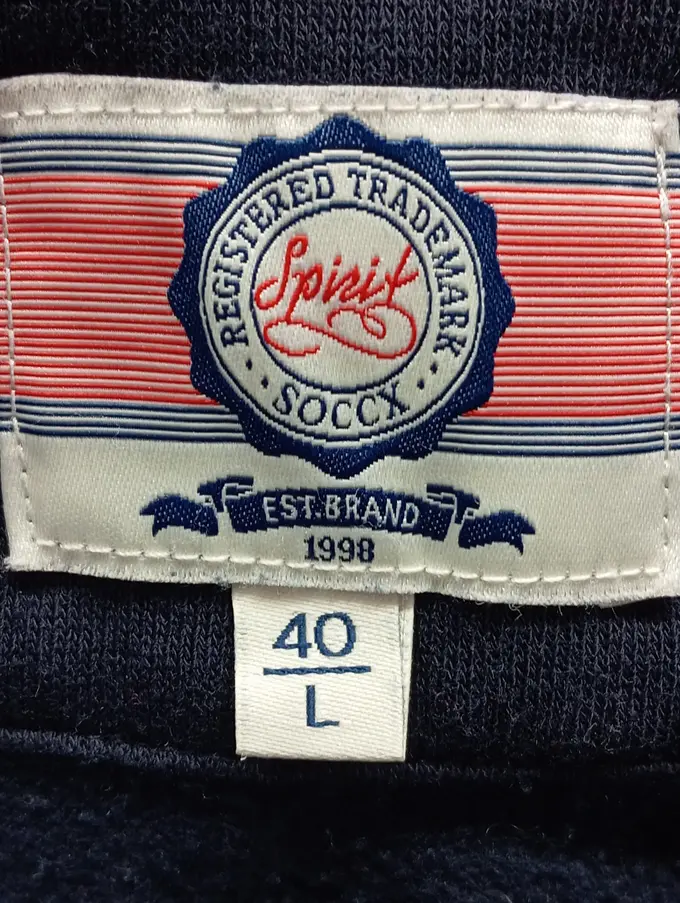 REGISTERED TRADEMARK
Spirit
SOCCX
EST.BRAND
1998
40
L